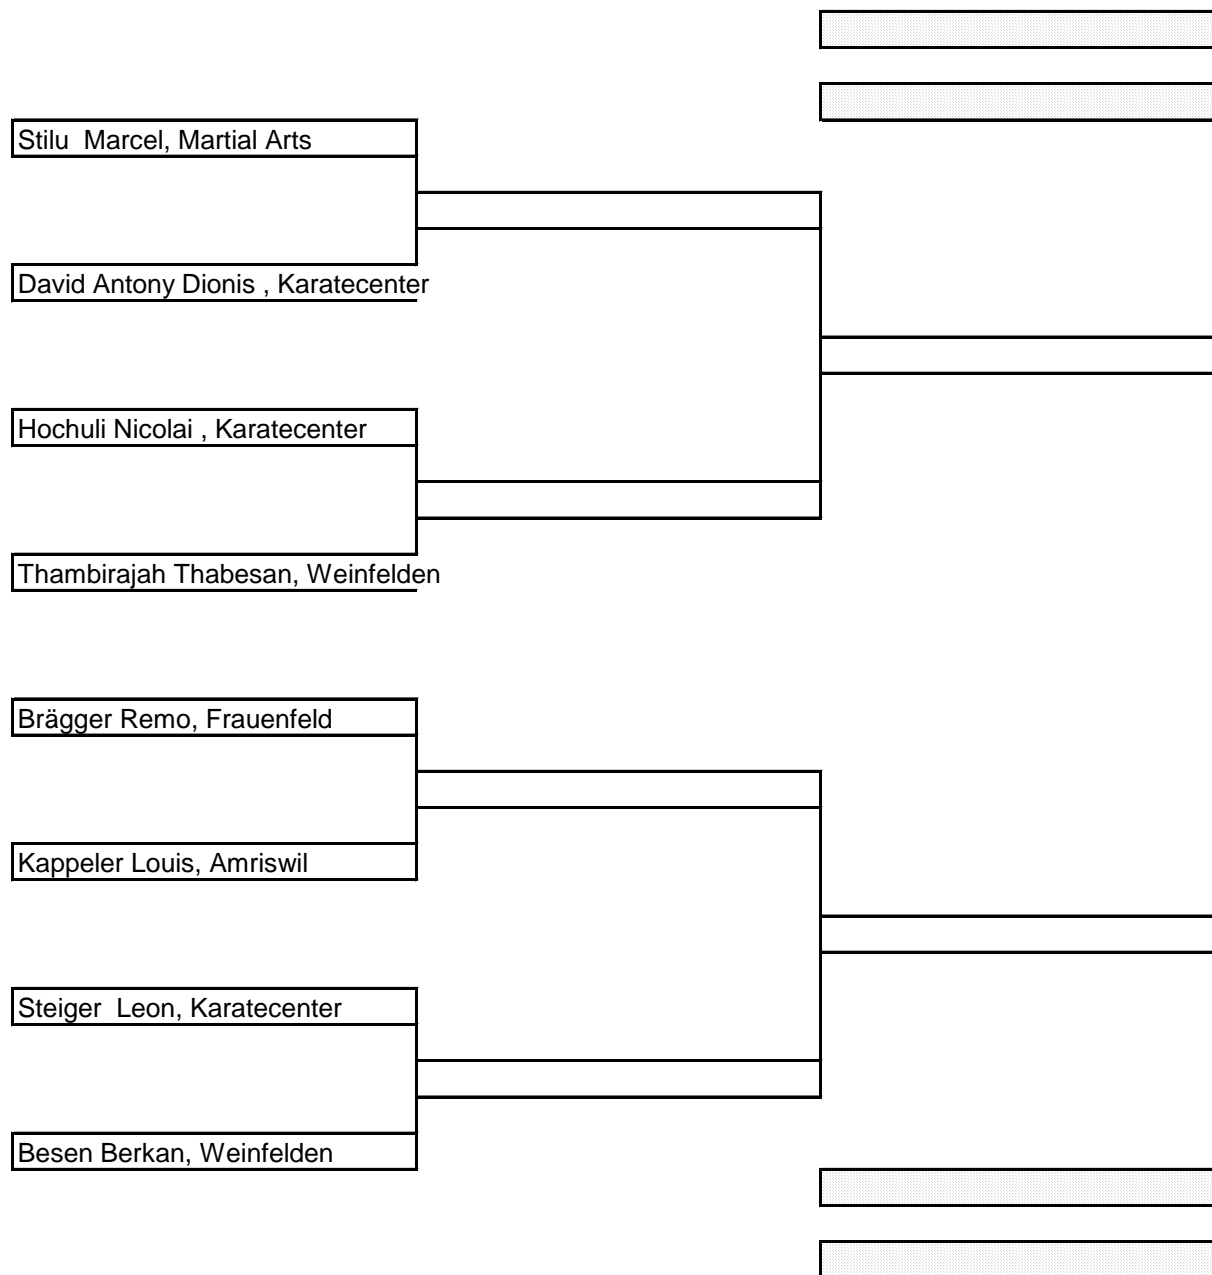 Stilu  Marcel, Martial Arts
David Antony Dionis , Karatecenter
Hochuli Nicolai , Karatecenter
Thambirajah Thabesan, Weinfelden
Brägger Remo, Frauenfeld
Kappeler Louis, Amriswil
Steiger  Leon, Karatecenter
Besen Berkan, Weinfelden